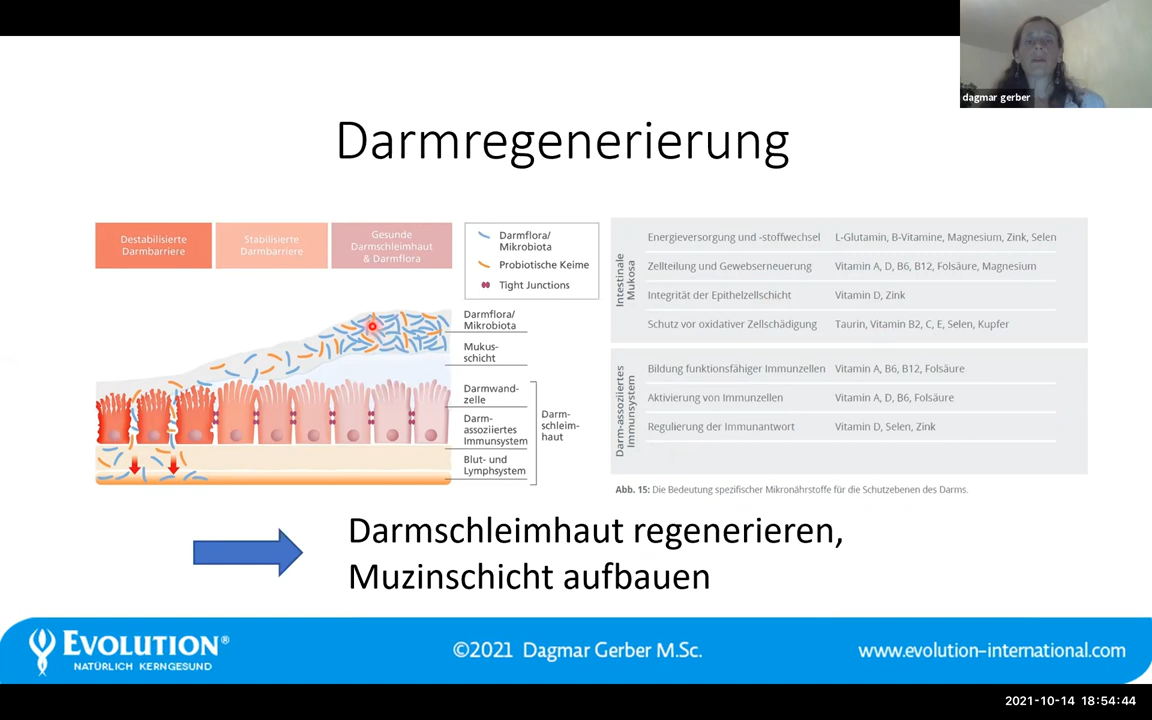 dagmar gerber
Darmregenerierung
Destabilisierte
Darmbarriere
Stabilisierte
Darmbarriere
Gesunde
Darmschleimhaut
& Darmflora
Darmflora/
Mikrobiota
Probiotische Keime
Tight Junctions
Darmflora/
Mikrobiota
Mukus-
schicht
Darmwand-
zelle
Darm-
assoziiertes
Immunsystem
Blut- und
Lymphsystem
Darm-
schleim-
haut
Intestinale
Mukosa
Energieversorgung und -stoffwechsel L-Glutamin, B-Vitamine, Magnesium, Zink, Selen
Zellteilung und Gewebserneuerung Vitamin A, D, B6, B12, Folsäure, Magnesium
Integrität der Epithelzellschicht Vitamin D, Zink
Schutz vor oxidativer Zellschädigung Taurin, Vitamin B2, C, E, Selen, Kupfer
Darm-assoziiertes
Immunsystem
Bildung funktionsfähiger Immunzellen Vitamin A, B6, B12, Folsäure
Aktivierung von Immunzellen Vitamin A, D, B6, Folsäure
Regulierung der Immunantwort Vitamin D, Selen, Zink
Abb. 15: Die Bedeutung spezifischer Mikronährstoffe für die Schutzebenen des Darms.
Darmschleimhaut regenerieren,
Muzinschicht aufbauen
EVOLUTION®
NATÜRLICH KERNGESUND
©2021 Dagmar Gerber M.Sc.
www.evolution-international.com
2021-10-14 18:54:44